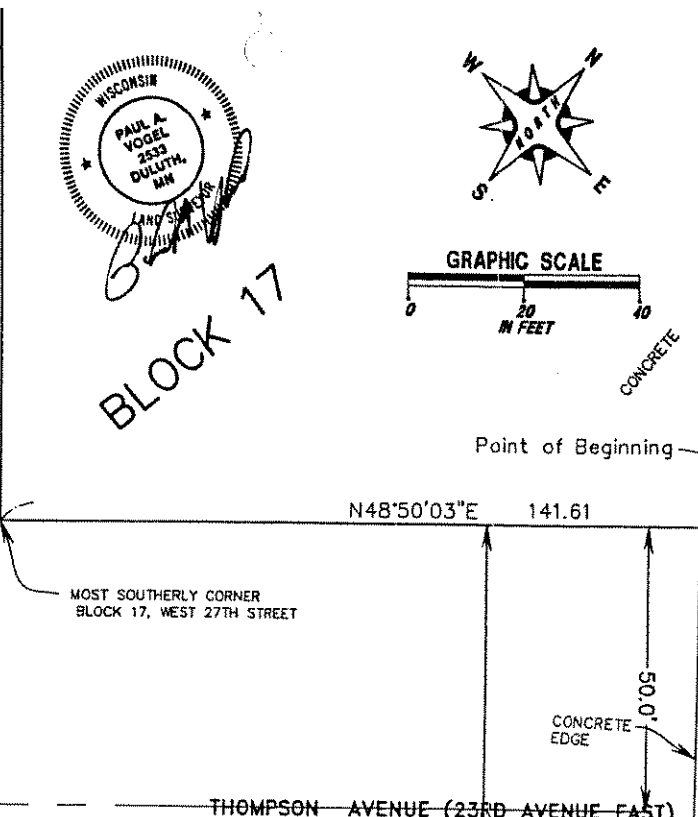 WISCONSIN
PAUL A.
VOGEL
2533
DULUTH,
MN
LAND SURVEYOR
W
N
NORTH
S
E
GRAPHIC SCALE
0
20
40
IN FEET
BLOCK 17
CONCRETE
Point of Beginning
N48°50'03"E 141.61
MOST SOUTHERLY CORNER
BLOCK 17, WEST 27TH STREET
50.0'
CONCRETE
EDGE
THOMPSON AVENUE (23RD AVENUE EAST)